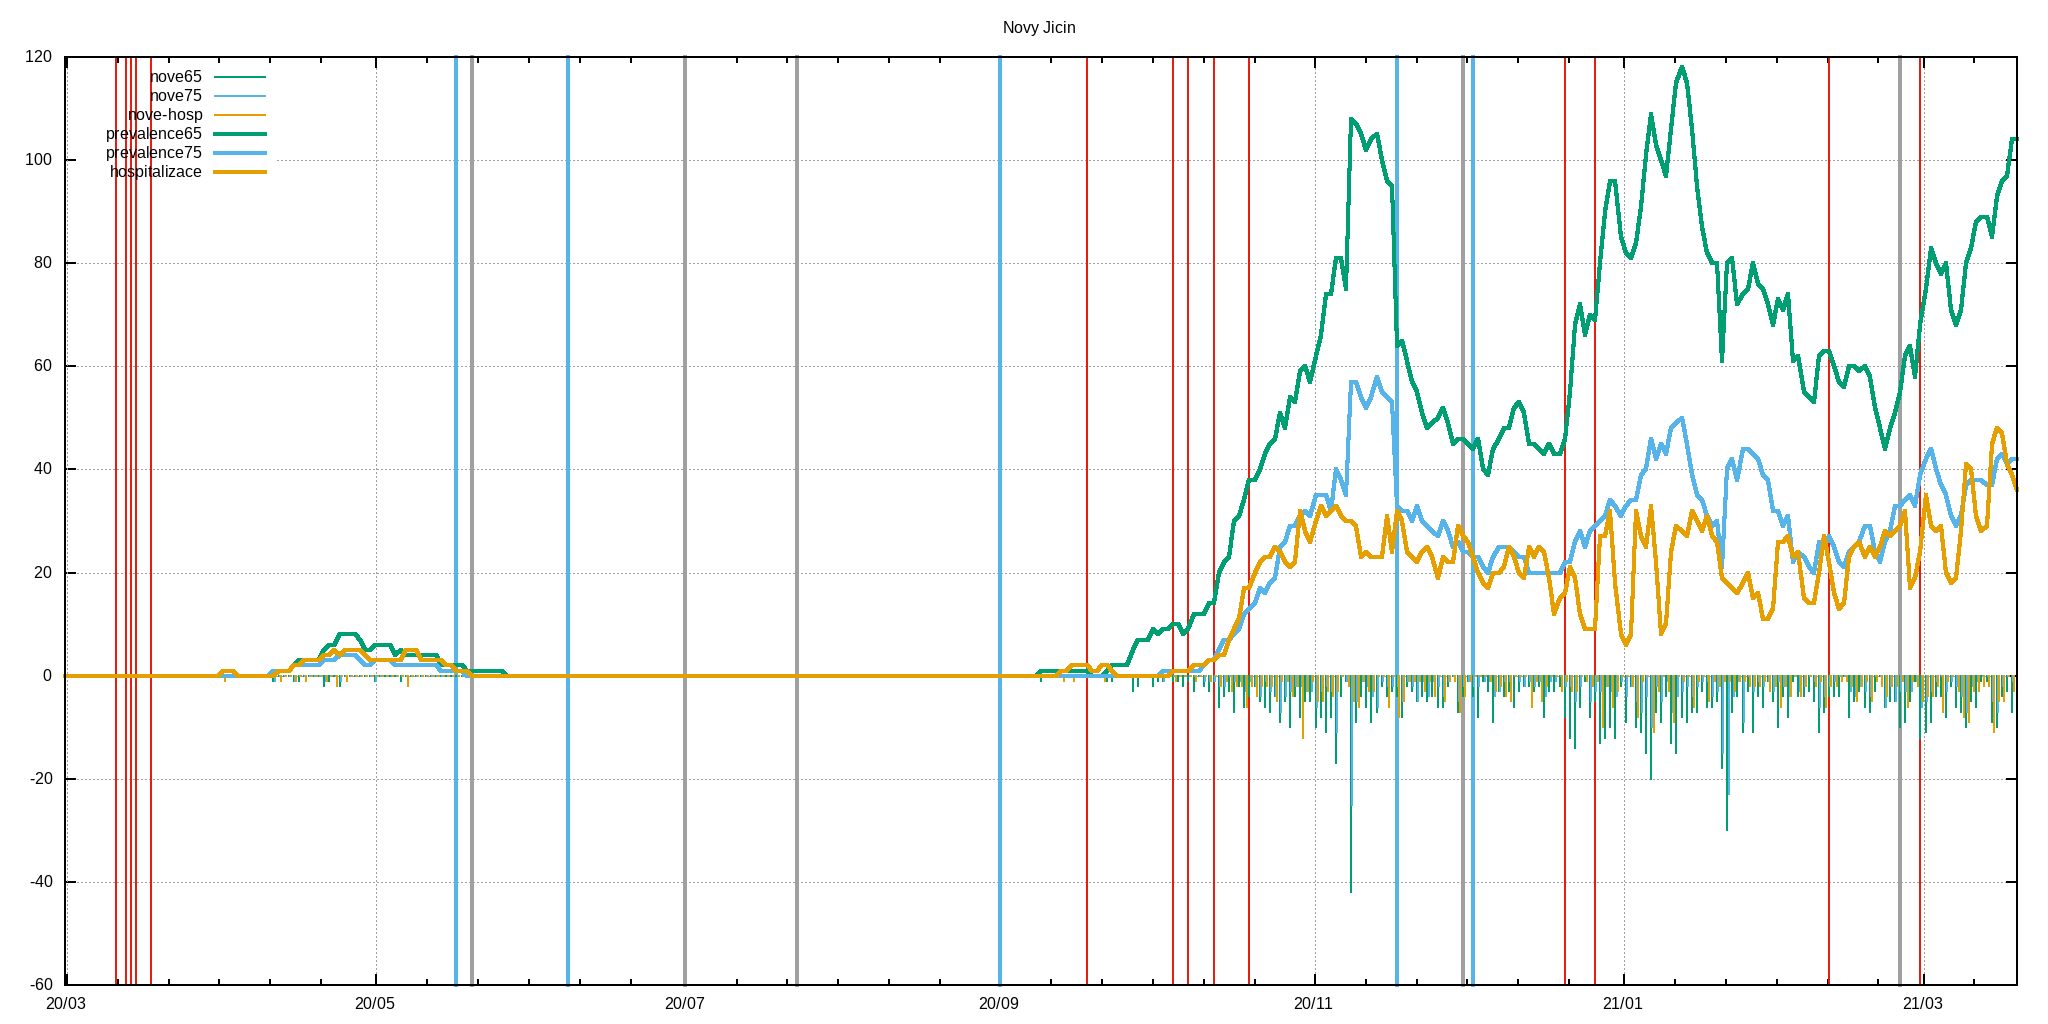 Novy Jicin
120
100
80
60
40
20
0
-20
-40
-60
nove65
nove75
nove-hosp
prevalence65
prevalence75
hospitalizace
20/03 20/05 20/07 20/09 20/11 21/01 21/03